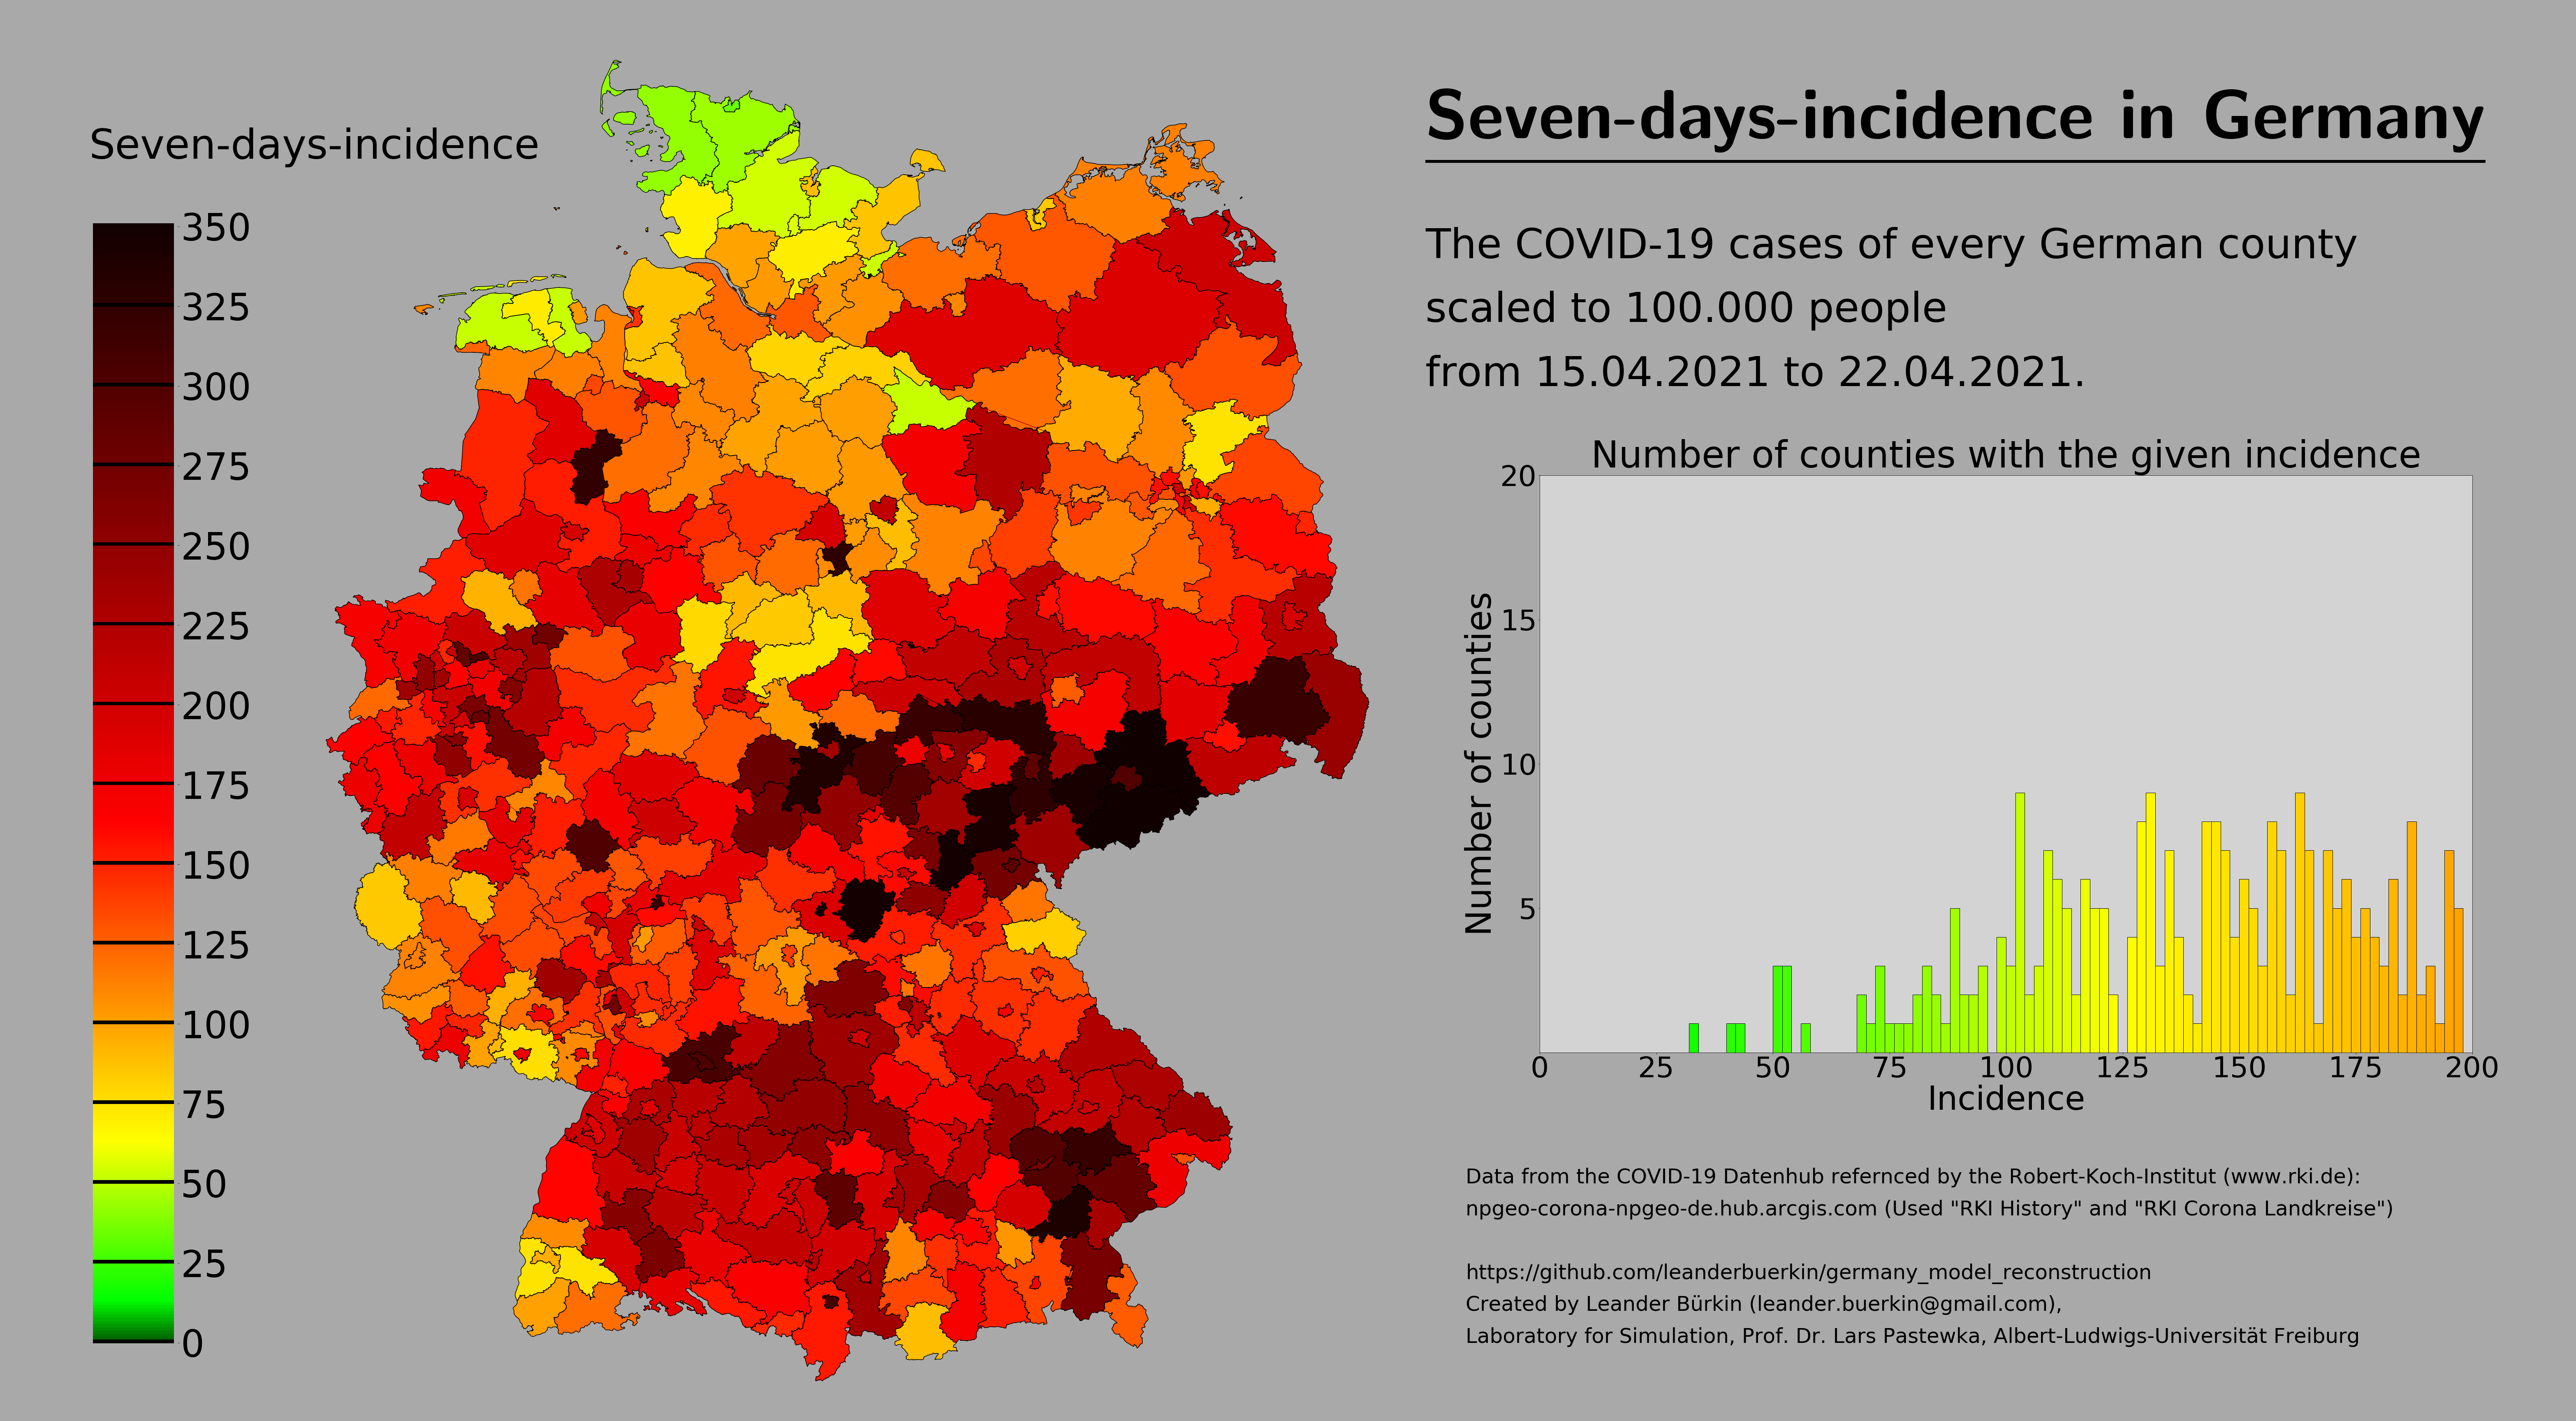 Seven-days-incidence in Germany
Seven-days-incidence
350
325
300
275
250
225
200
175
150
125
100
75
50
25
0
The COVID-19 cases of every German county
scaled to 100.000 people
from 15.04.2021 to 22.04.2021.
Number of counties with the given incidence
20
15
10
5
Number of counties
0 25 50 75 100 125 150 175 200
Incidence
Data from the COVID-19 Datenhub refernced by the Robert-Koch-Institut (www.rki.de):
npgeo-corona-npgeo-de.hub.arcgis.com (Used "RKI History" and "RKI Corona Landkreise")
https://github.com/leanderbuerkin/germany_model_reconstruction
Created by Leander Bürkin (leander.buerkin@gmail.com),
Laboratory for Simulation, Prof. Dr. Lars Pastewka, Albert-Ludwigs-Universität Freiburg